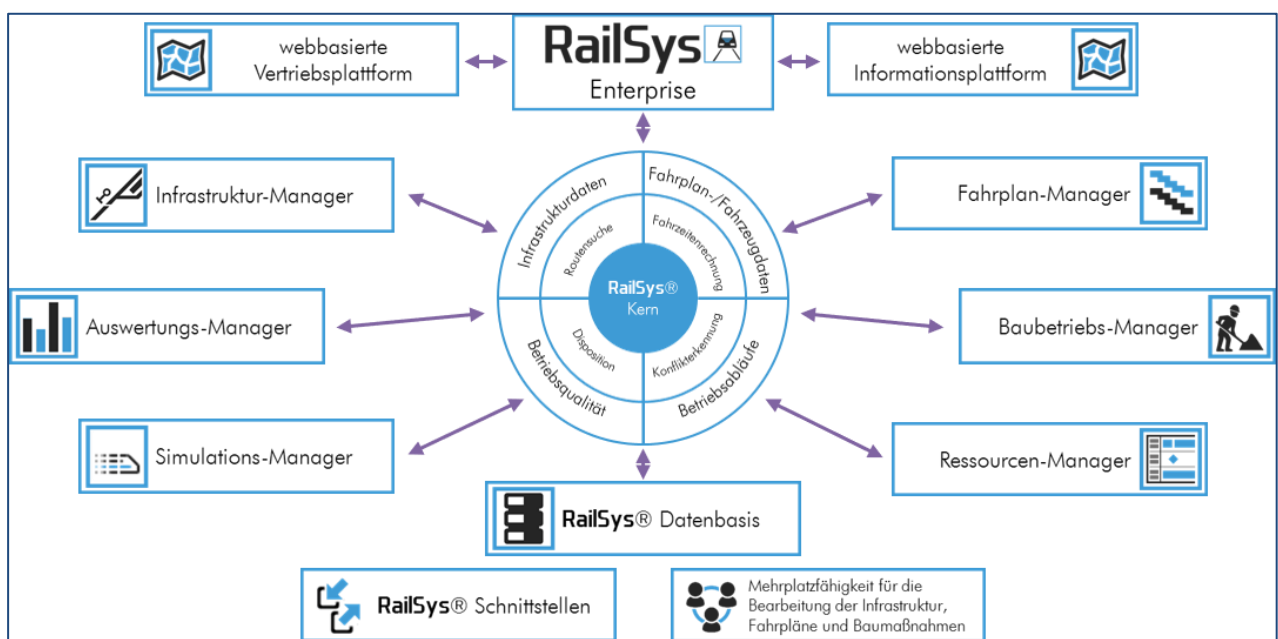 webbasierte
Vertriebsplattform
RailSys
Enterprise
webbasierte
Informationsplattform
Infrastruktur-Manager
Fahrplan-Manager
Auswertungs-Manager
Baubetriebs-Manager
Simulations-Manager
Ressourcen-Manager
Infrastrukturdaten
Fahrplan-/Fahrzeugdaten
Routensuche
Fahrzeitenrechnung
RailSys®
Kern
Disposition
Konflikterkennung
Betriebsqualität
Betriebsabläufe
RailSys® Datenbasis
RailSys® Schnittstellen
Mehrplatzfähigkeit für die
Bearbeitung der Infrastruktur,
Fahrpläne und Baumaßnahmen